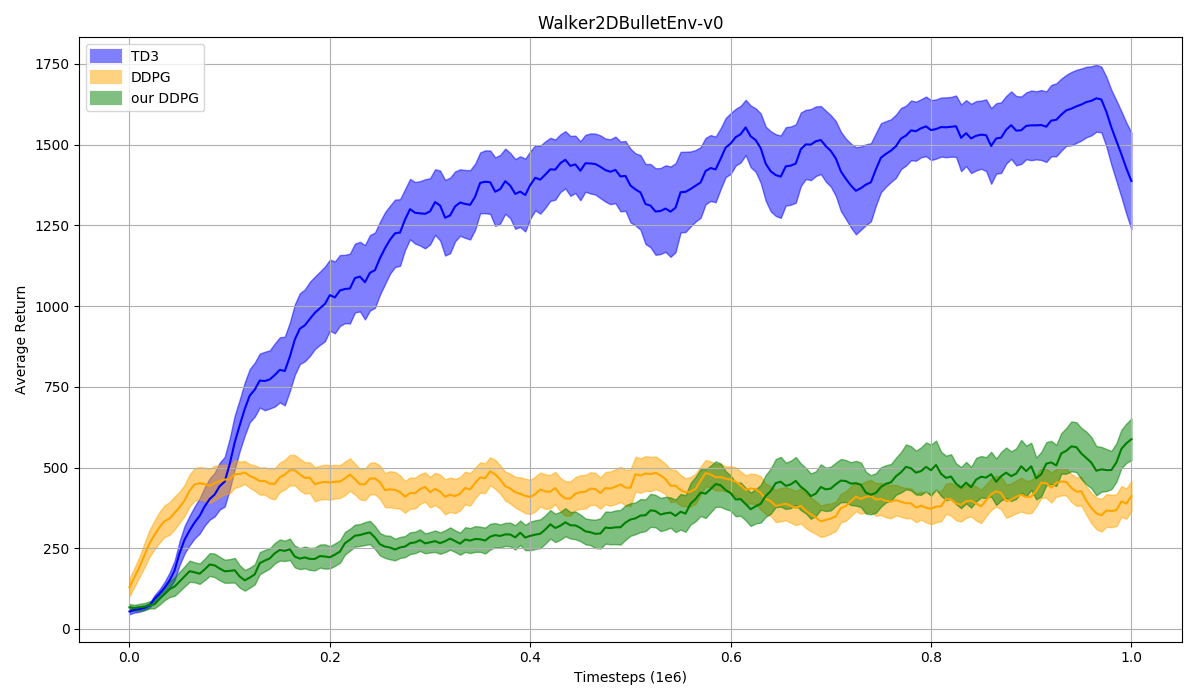 Walker2DBulletEnv-v0
TD3
DDPG
our DDPG
Average Return
1750
1500
1250
1000
750
500
250
0
0.0 0.2 0.4 0.6 0.8 1.0
Timesteps (1e6)